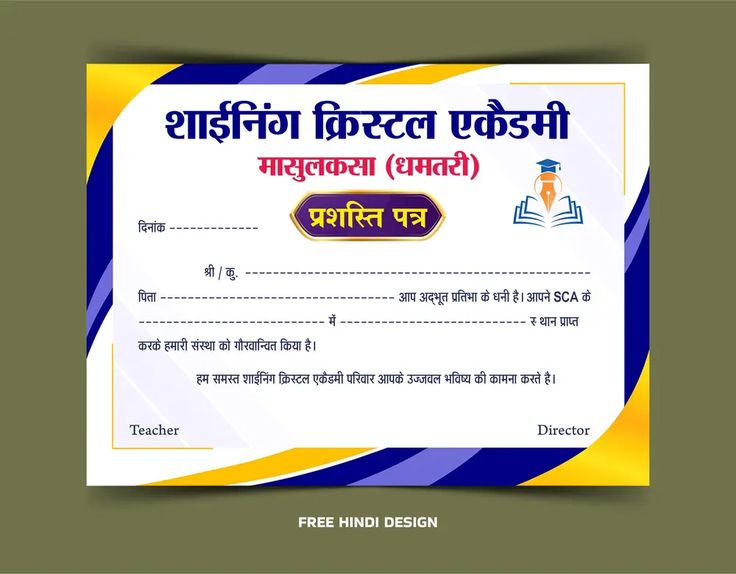 शाईनिंग क्रिस्टल एकैडमी
मासुलकसा (धमतरी)
प्रशस्ति पत्र
दिनांक -------------
श्री / कु. --------------------------------------------------
पिता ---------------------------------- आप अद्भूत प्रतिभा के धनी है। आपने SCA के
--------------------------- में --------------------------- स्थान प्राप्त
करके हमारी संस्था को गौरवान्वित किया है।
हम समस्त शाईनिंग क्रिस्टल एकैडमी परिवार आपके उज्जवल भविष्य की कामना करते है।
Teacher Director
FREE HINDI DESIGN